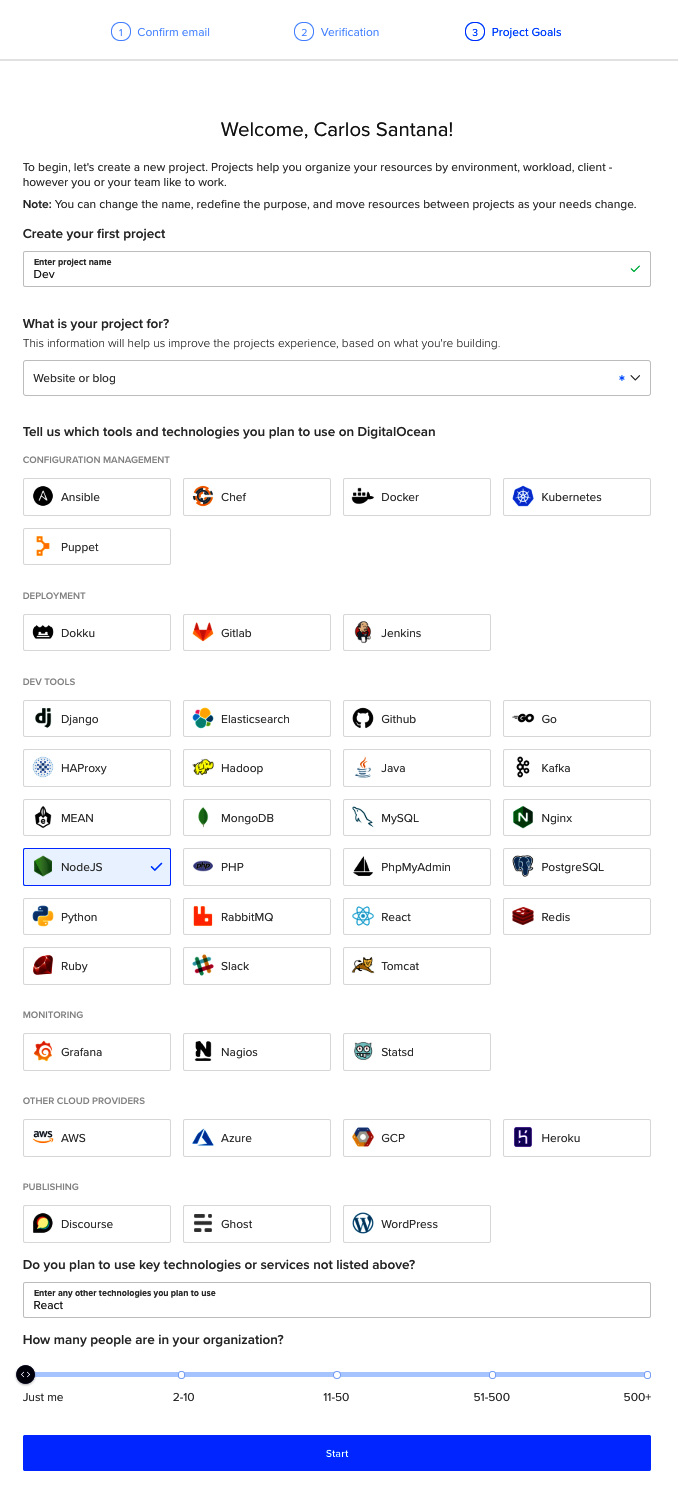 1 Confirm email
2 Verification
3 Project Goals
Welcome, Carlos Santana!
To begin, let's create a new project. Projects help you organize your resources by environment, workload, client -
however you or your team like to work.
Note: You can change the name, redefine the purpose, and move resources between projects as your needs change.
Create your first project
Enter project name
Dev
What is your project for?
This information will help us improve the projects experience, based on what you're building.
Website or blog *
Tell us which tools and technologies you plan to use on DigitalOcean
CONFIGURATION MANAGEMENT
Ansible
Chef
Docker
Kubernetes
Puppet
DEPLOYMENT
Dokku
Gitlab
Jenkins
DEV TOOLS
dj Django
Elasticsearch
Github
GO Go
HAProxy
Hadoop
Java
Kafka
MEAN
MongoDB
MySQL
N Nginx
NodeJS
php PHP
PhpMyAdmin
PostgreSQL
Python
RabbitMQ
React
Redis
Ruby
Slack
Tomcat
MONITORING
Grafana
N Nagios
Statsd
OTHER CLOUD PROVIDERS
aws AWS
Azure
GCP
Heroku
PUBLISHING
Discourse
Ghost
W WordPress
Do you plan to use key technologies or services not listed above?
Enter any other technologies you plan to use
React
How many people are in your organization?
Just me
2-10
11-50
51-500
500+
Start